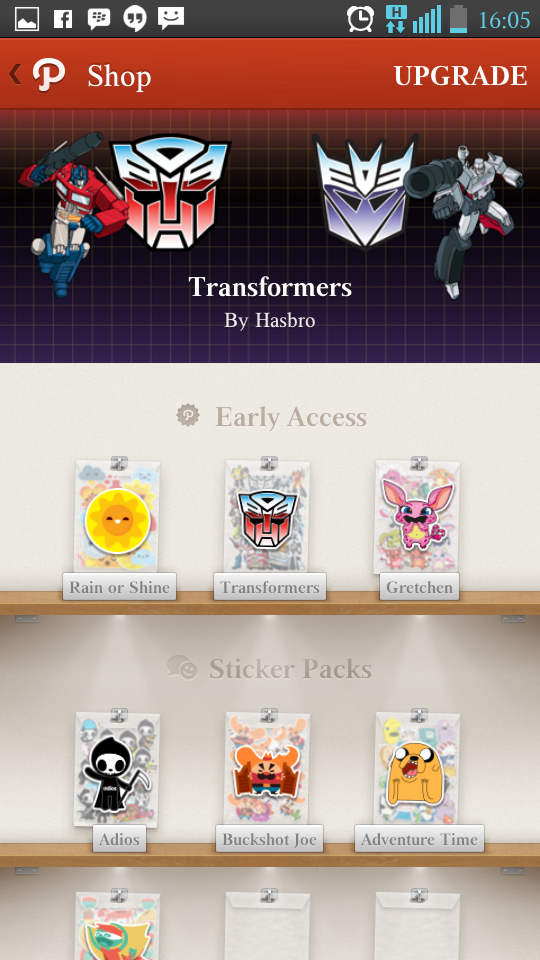 H 16:05
Shop UPGRADE
Transformers
By Hasbro
Early Access
Rain or Shine Transformers Gretchen
Sticker Packs
adios
Adios Buckshot Joe Adventure Time